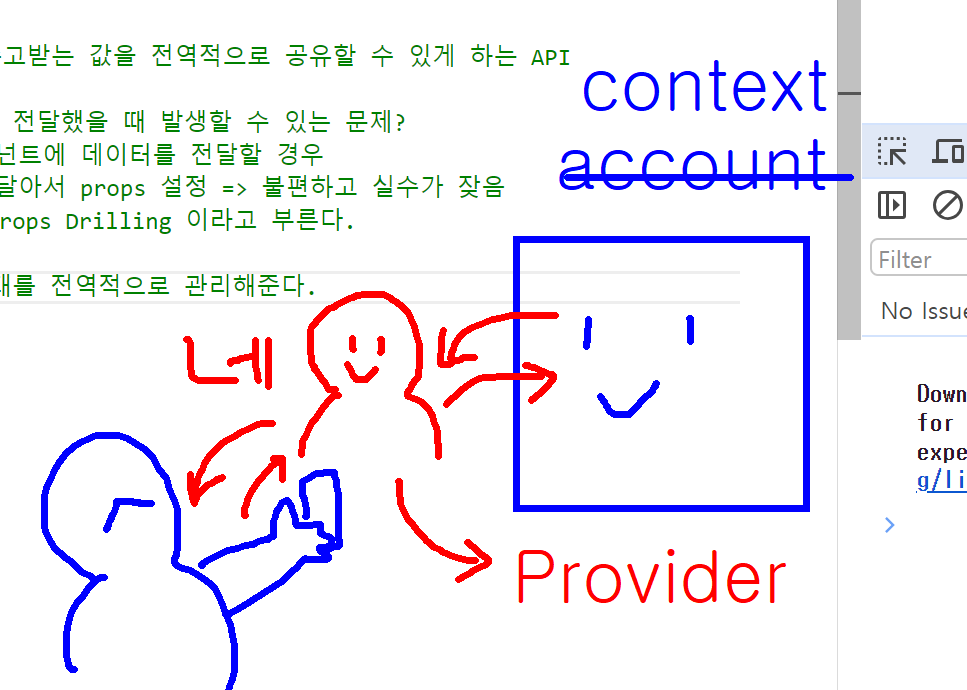 고받는 값을 전역적으로 공유할 수 있게 하는 API
전달했을 때 발생할 수 있는 문제?
넌트에 데이터를 전달할 경우
달아서 props 설정 => 불편하고 실수가 잦음
rops Drilling 이라고 부른다.
를 전역적으로 관리해준다.
context
account
네
Provider
Filter
No Issue
Down
for
expe
g/li